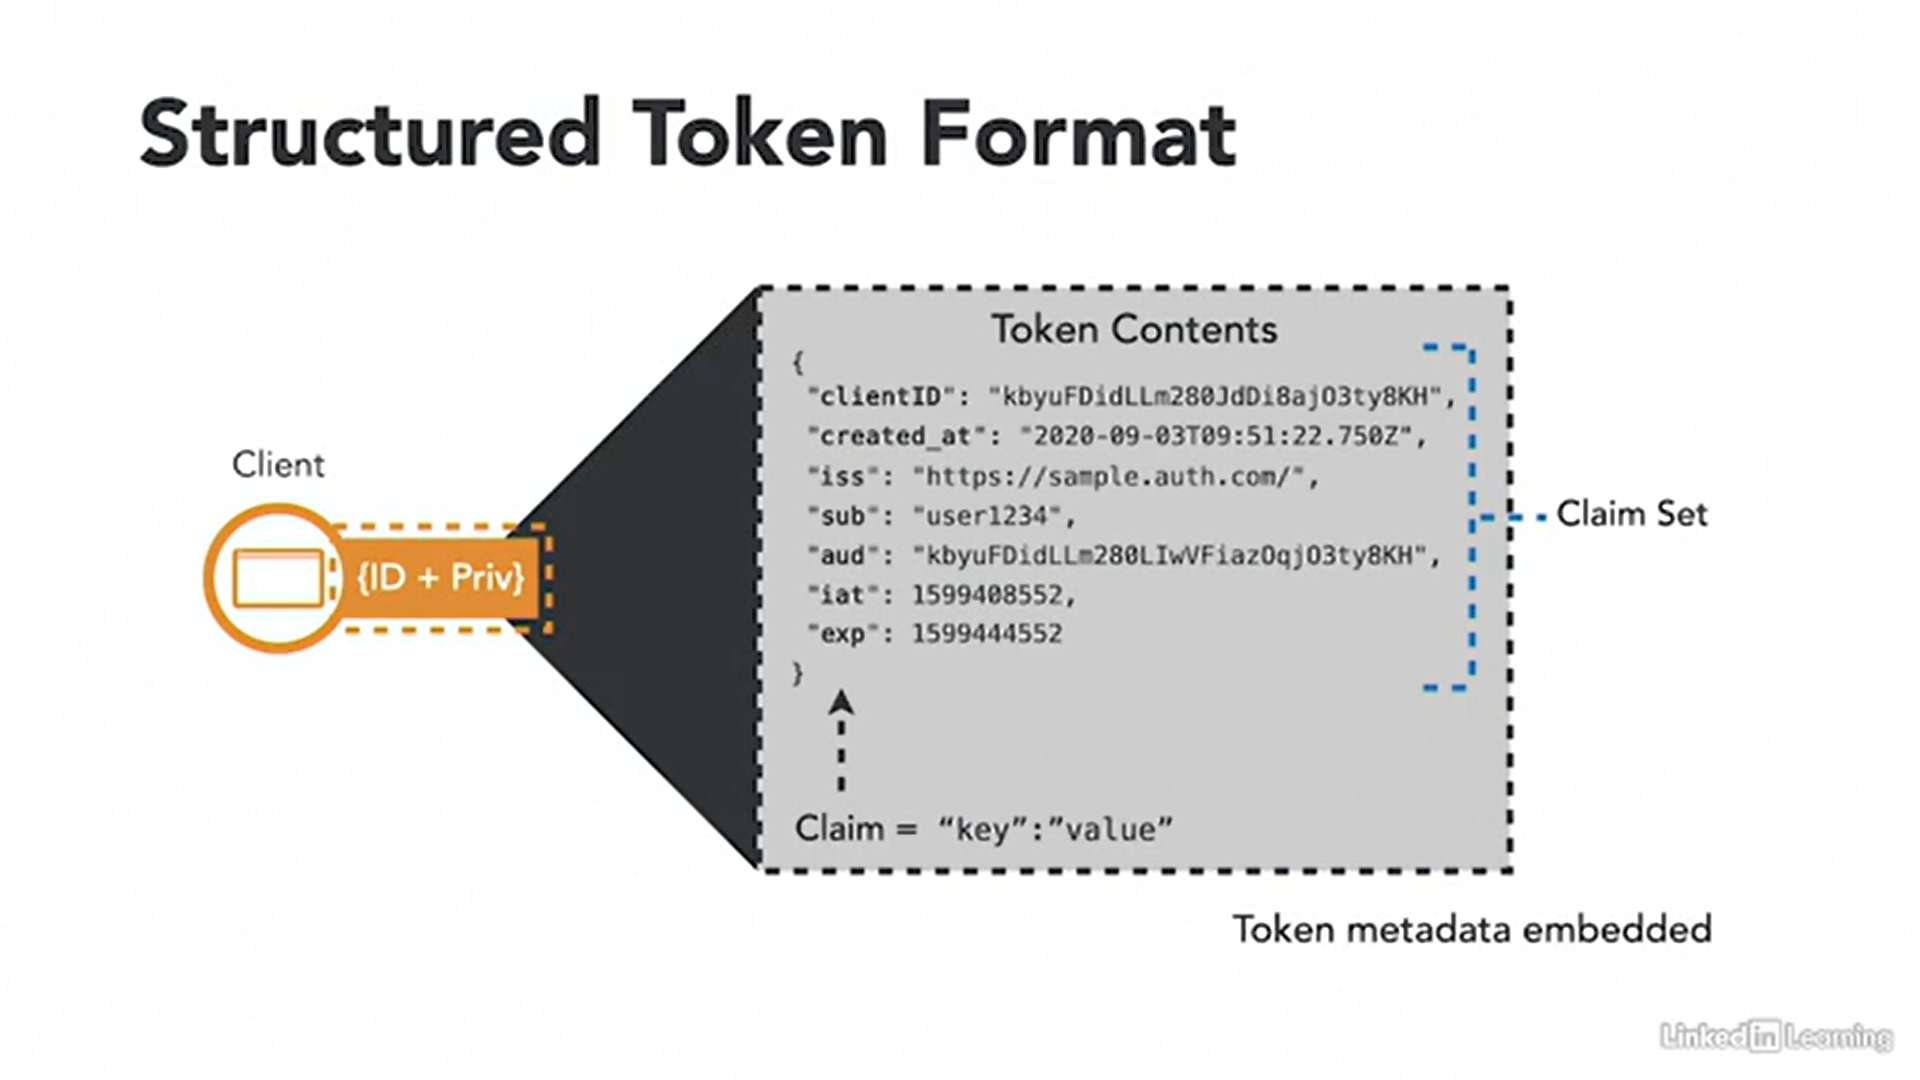 Structured Token Format
Token Contents
{
"clientID": "kbyuFDidLLm280JdDi8ajO3ty8KH",
"created_at": "2020-09-03T09:51:22.750Z",
"iss": "https://sample.auth.com/",
"sub": "user1234",
"aud": "kbyuFDidLLm280LIwVFiazOqjO3ty8KH",
"iat": 1599408552,
"exp": 1599444552
}
Claim = “key”:”value”
Client
{ID + Priv}
Claim Set
Token metadata embedded
Linked in Learning